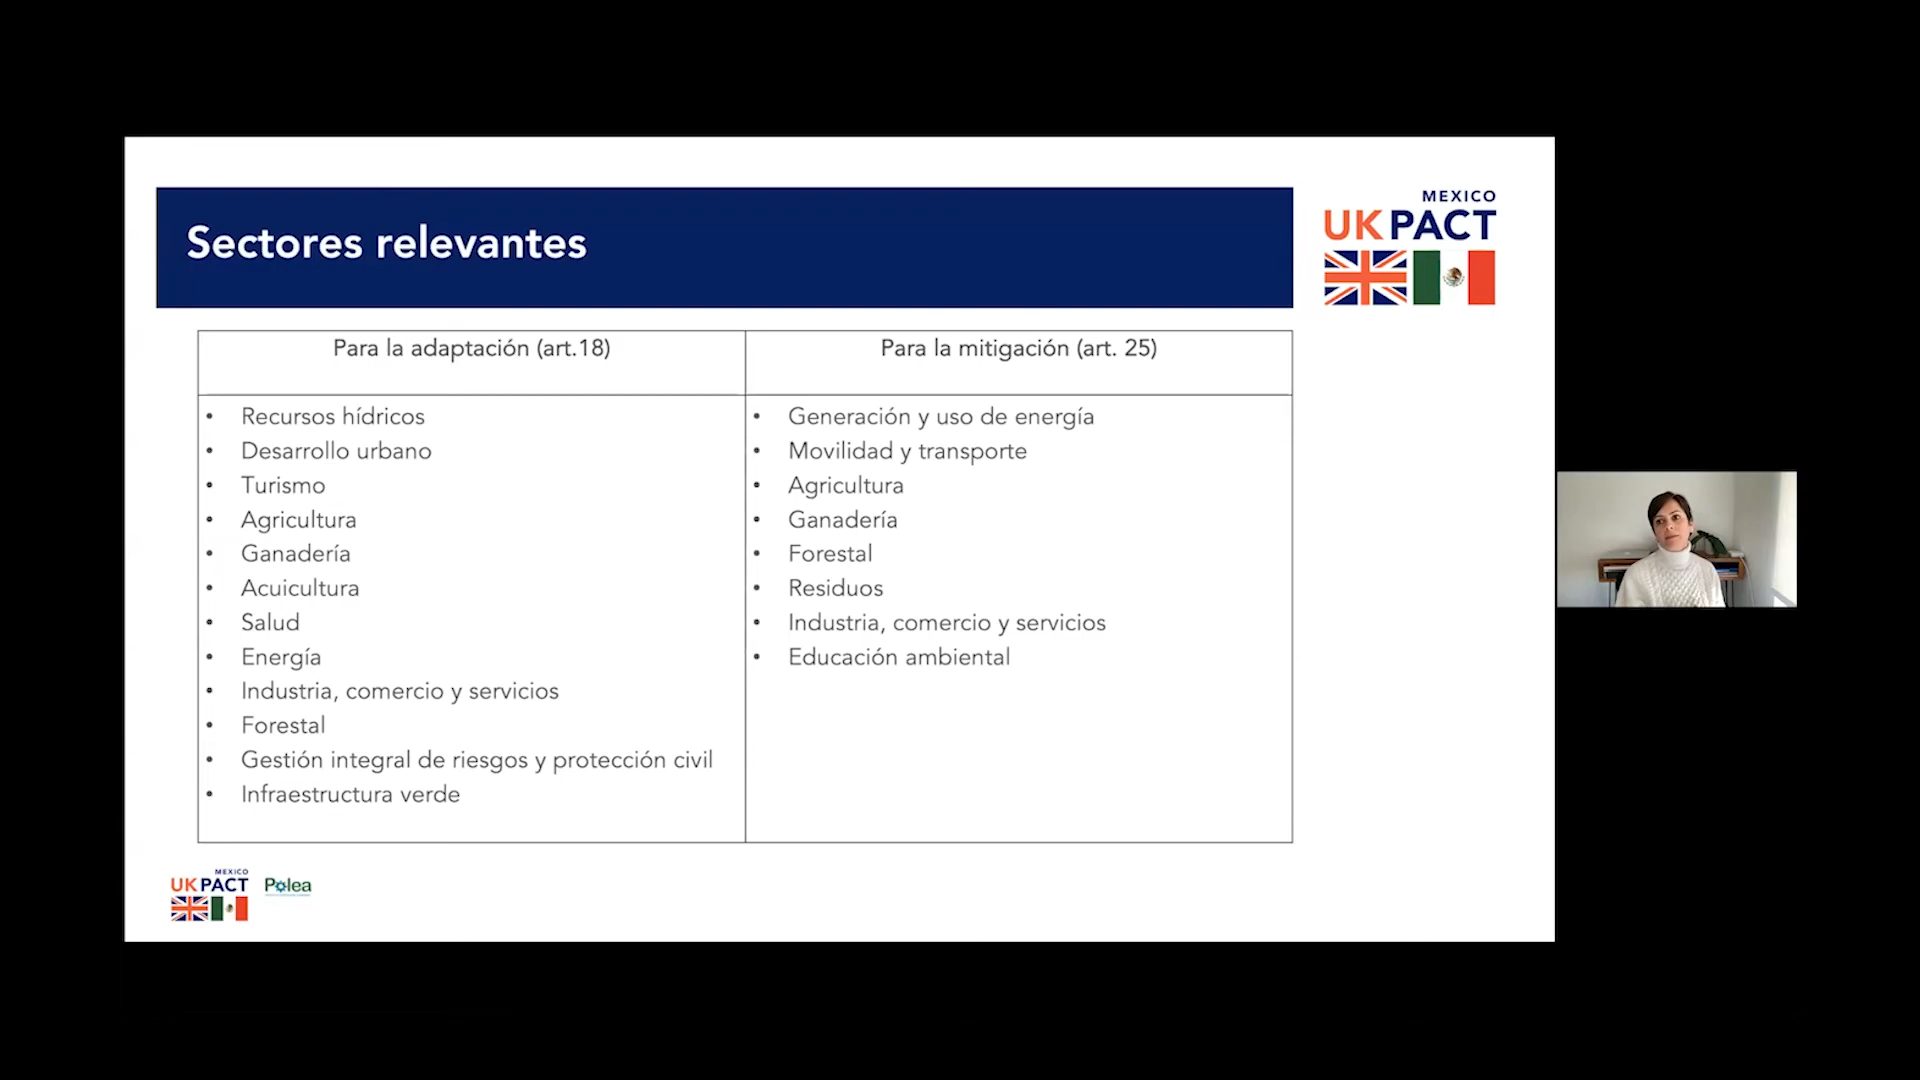 Sectores relevantes
MEXICO
UK PACT
Para la adaptación (art.18)
• Recursos hídricos
• Desarrollo urbano
• Turismo
• Agricultura
• Ganadería
• Acuicultura
• Salud
• Energía
• Industria, comercio y servicios
• Forestal
• Gestión integral de riesgos y protección civil
• Infraestructura verde
Para la mitigación (art. 25)
• Generación y uso de energía
• Movilidad y transporte
• Agricultura
• Ganadería
• Forestal
• Residuos
• Industria, comercio y servicios
• Educación ambiental
MEXICO
UK PACT
Polea